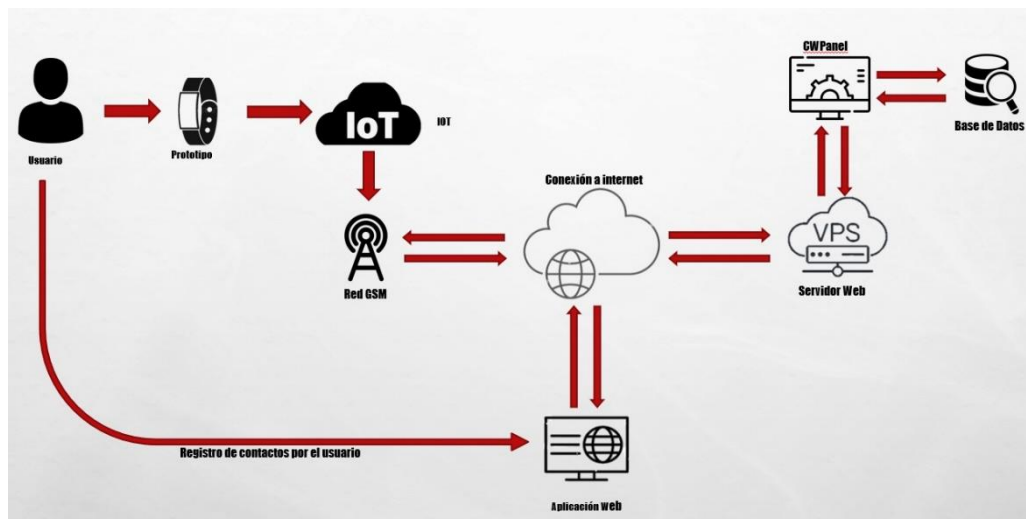 CWPanel
IoT
IOT
Base de Datos
Usuario
Prototipo
Conexión a internet
VPS
Red GSM
Servidor Web
Registro de contactos por el usuario
Aplicación Web